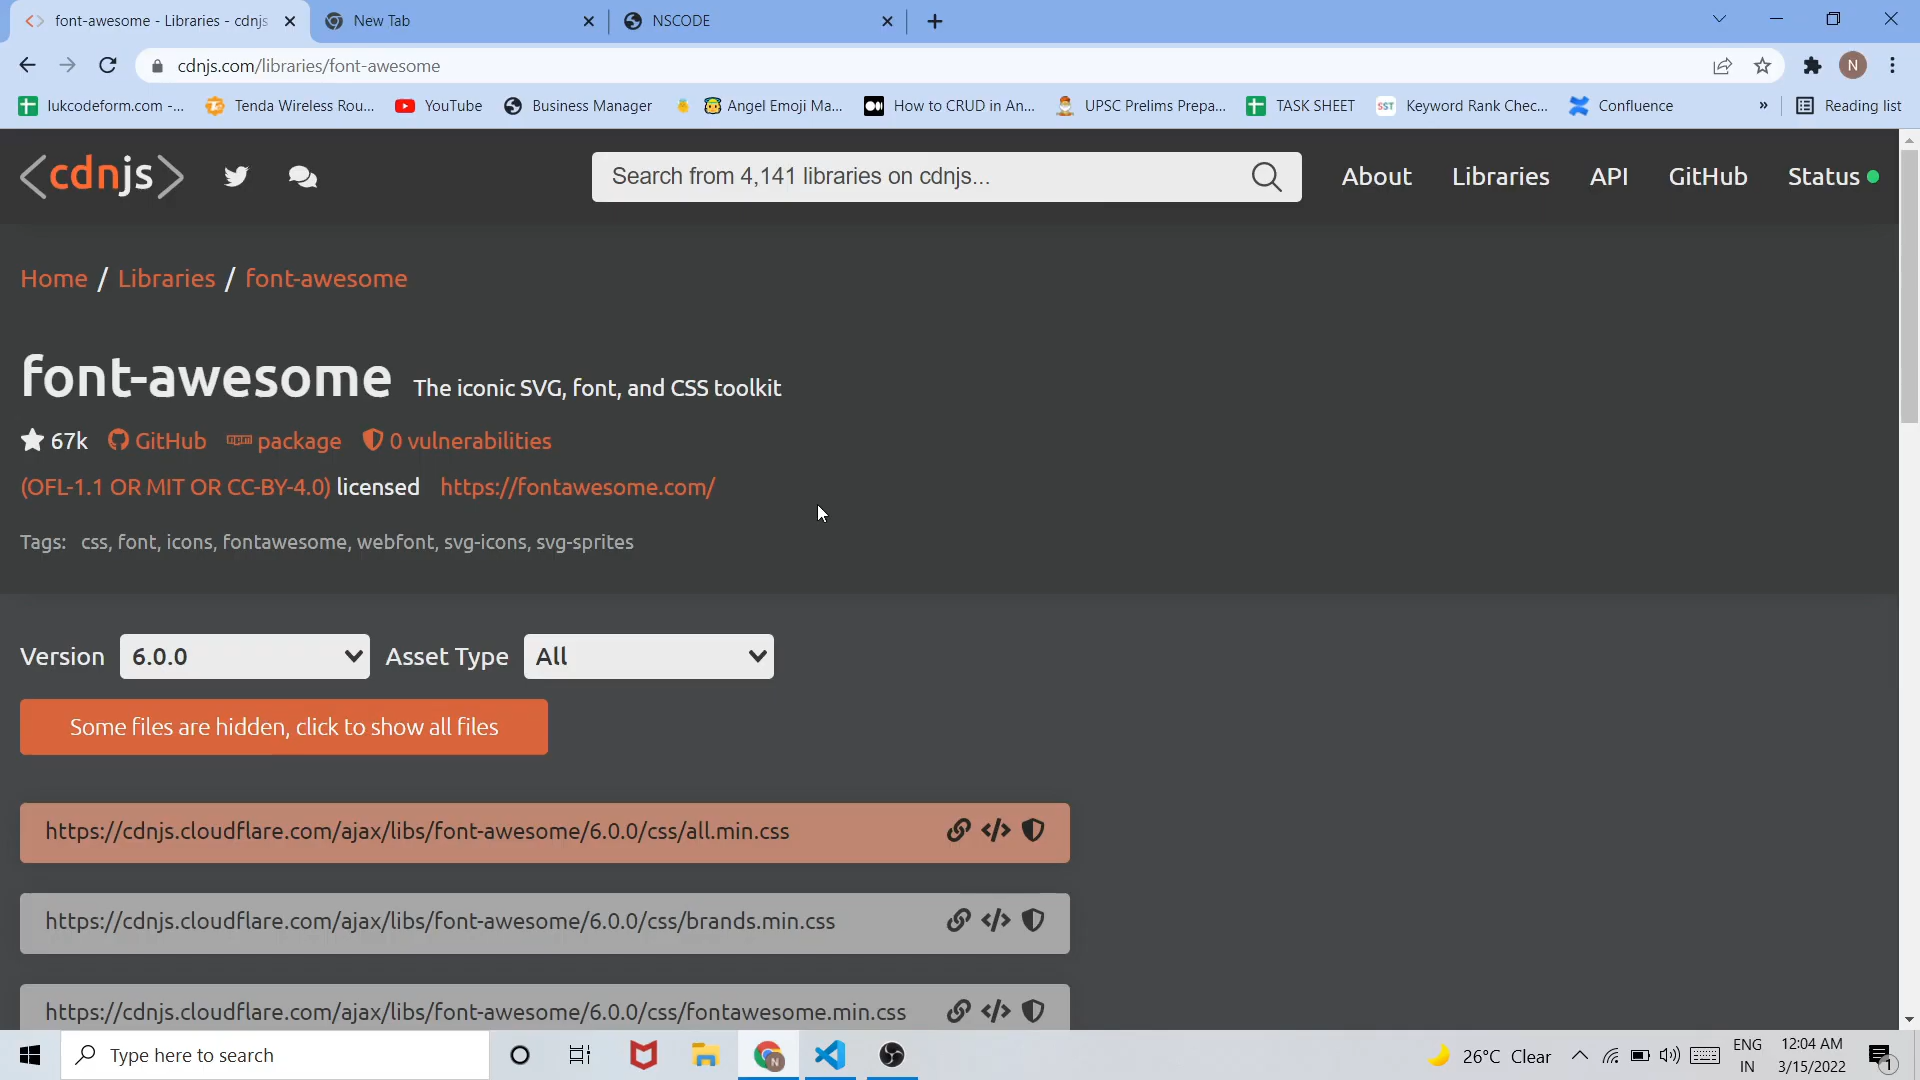 font-awesome - Libraries - cdnjs
New Tab
NSCODE
cdnjs.com/libraries/font-awesome
N
lukcodeform.com -...
Tenda Wireless Rou...
YouTube
Business Manager
Angel Emoji Ma...
How to CRUD in An...
UPSC Prelims Prepa...
TASK SHEET
SST
Keyword Rank Chec...
Confluence
»
Reading list
<cdnjs>
Search from 4,141 libraries on cdnjs...
About
Libraries
API
GitHub
Status
Home / Libraries / font-awesome
font-awesome The iconic SVG, font, and CSS toolkit
67k GitHub npm package 0 vulnerabilities
(OFL-1.1 OR MIT OR CC-BY-4.0) licensed https://fontawesome.com/
Tags: css, font, icons, fontawesome, webfont, svg-icons, svg-sprites
Version 6.0.0 Asset Type All
Some files are hidden, click to show all files
https://cdnjs.cloudflare.com/ajax/libs/font-awesome/6.0.0/css/all.min.css
https://cdnjs.cloudflare.com/ajax/libs/font-awesome/6.0.0/css/brands.min.css
https://cdnjs.cloudflare.com/ajax/libs/font-awesome/6.0.0/css/fontawesome.min.css
Type here to search
N
26°C Clear
ENG
IN
12:04 AM
3/15/2022
1